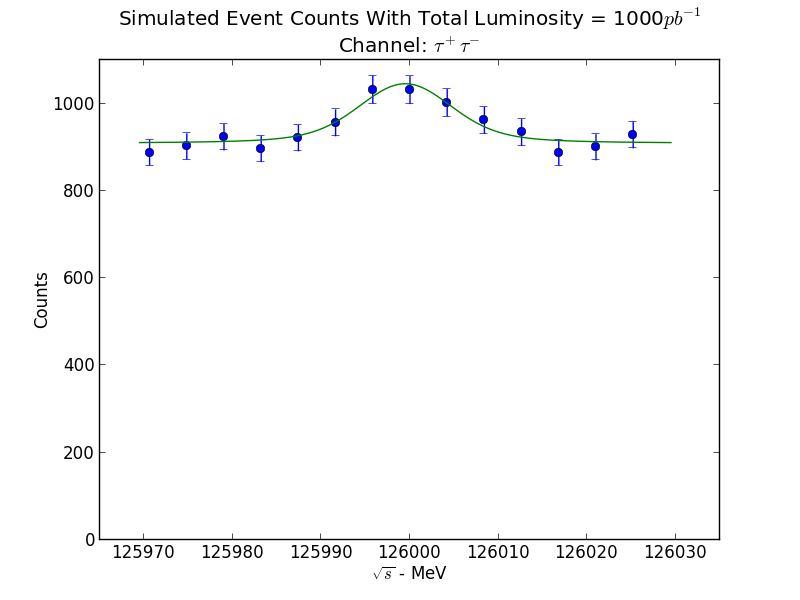 Simulated Event Counts With Total Luminosity = 1000pb⁻¹
Channel: τ⁺ τ⁻
1000
800
600
400
200
0
Counts
125970 125980 125990 126000 126010 126020 126030
√s - MeV